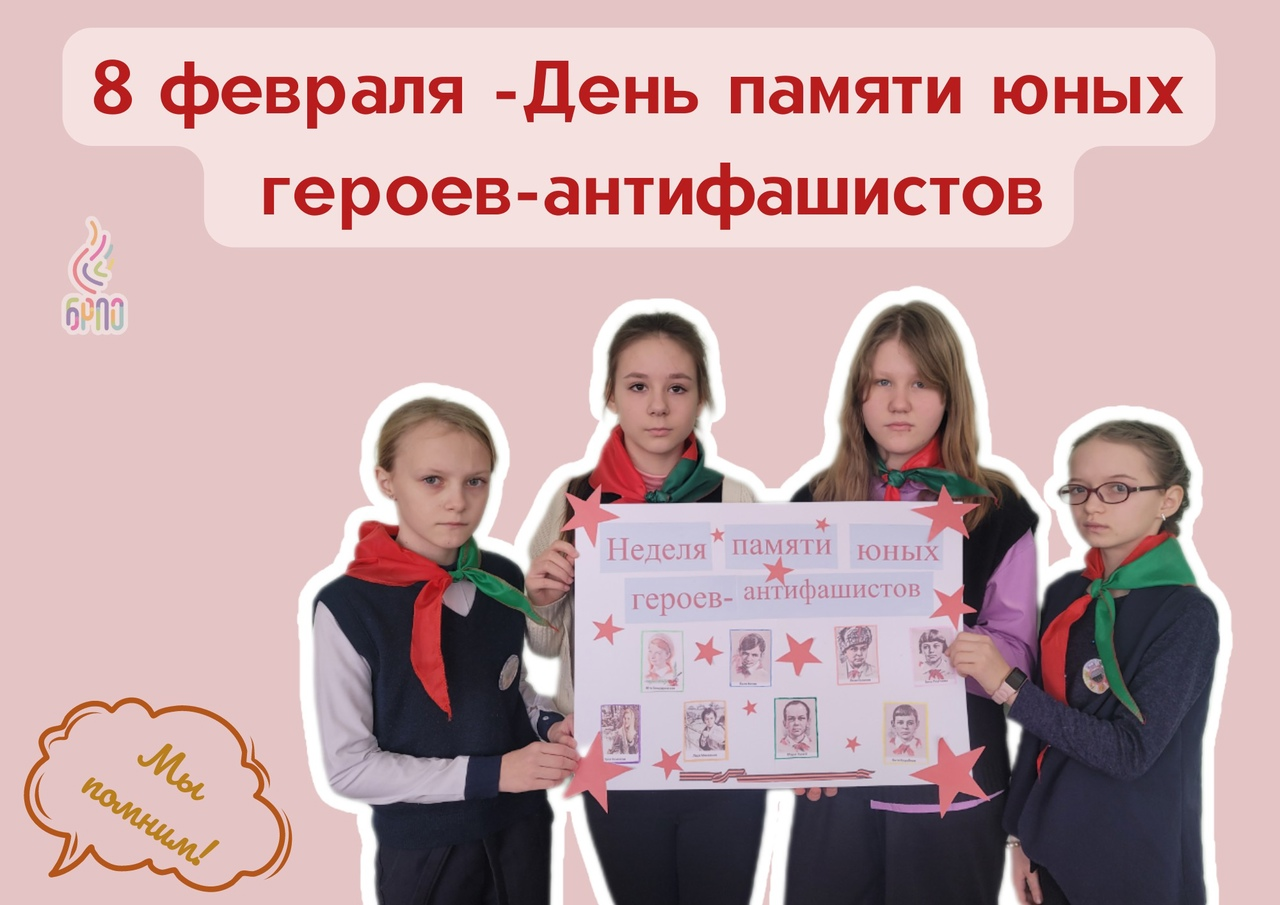 8 февраля -День памяти юных
героев-антифашистов
БРПО
Неделя памяти юных
героев- антифашистов
Мы
помним!